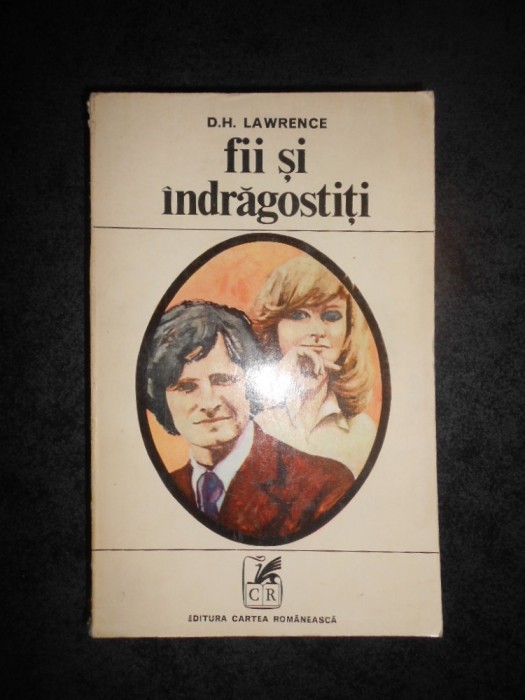 D.H. LAWRENCE
fii și
îndrăgostiți
CR
EDITURA CARTEA ROMÂNEASCĂ